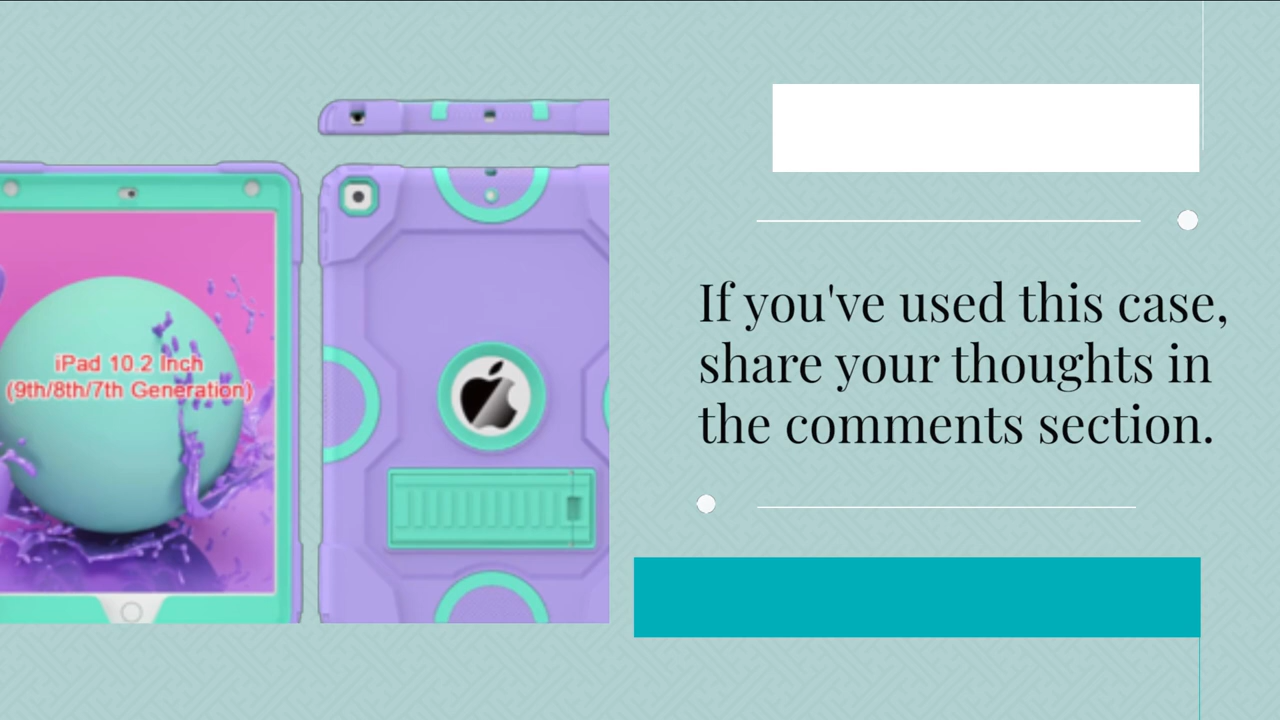 iPad 10.2 Inch
(9th/8th/7th Generation)
If you've used this case,
share your thoughts in
the comments section.